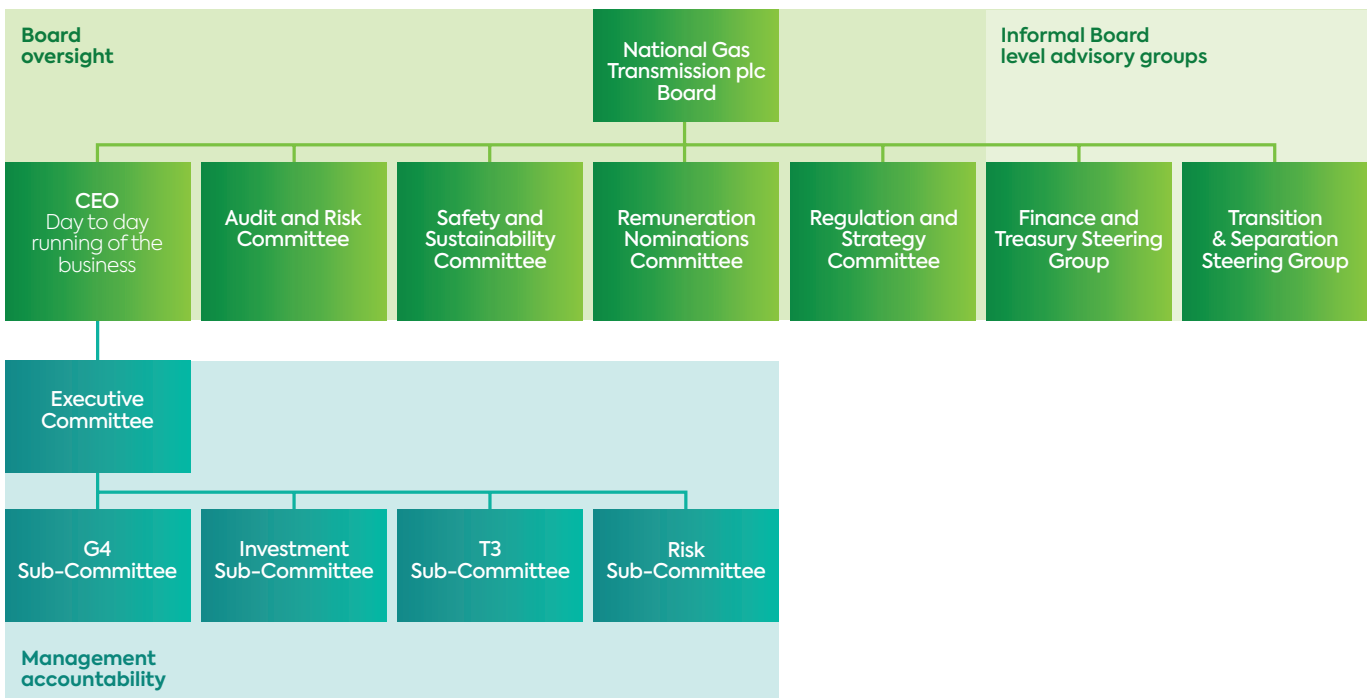 Board
oversight
National Gas
Transmission plc
Board
Informal Board
level advisory groups
CEO
Day to day
running of the
business
Audit and Risk
Committee
Safety and
Sustainability
Committee
Remuneration
Nominations
Committee
Regulation and
Strategy
Committee
Finance and
Treasury Steering
Group
Transition
& Separation
Steering Group
Executive
Committee
G4
Sub-Committee
Investment
Sub-Committee
T3
Sub-Committee
Risk
Sub-Committee
Management
accountability